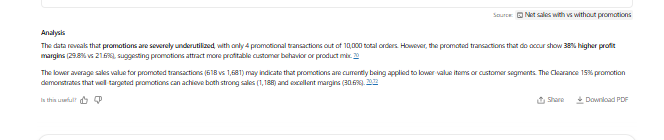 Source: Net sales with vs without promotions
Analysis
The data reveals that promotions are severely underutilized, with only 4 promotional transactions out of 10,000 total orders. However, the promoted transactions that do occur show 38% higher profit
margins (29.8% vs 21.6%), suggesting promotions attract more profitable customer behavior or product mix. 70
The lower average sales value for promoted transactions (618 vs 1,681) may indicate that promotions are currently being applied to lower-value items or customer segments. The Clearance 15% promotion
demonstrates that well-targeted promotions can achieve both strong sales (1,188) and excellent margins (30.6%). 70,72
Is this useful? Share Download PDF